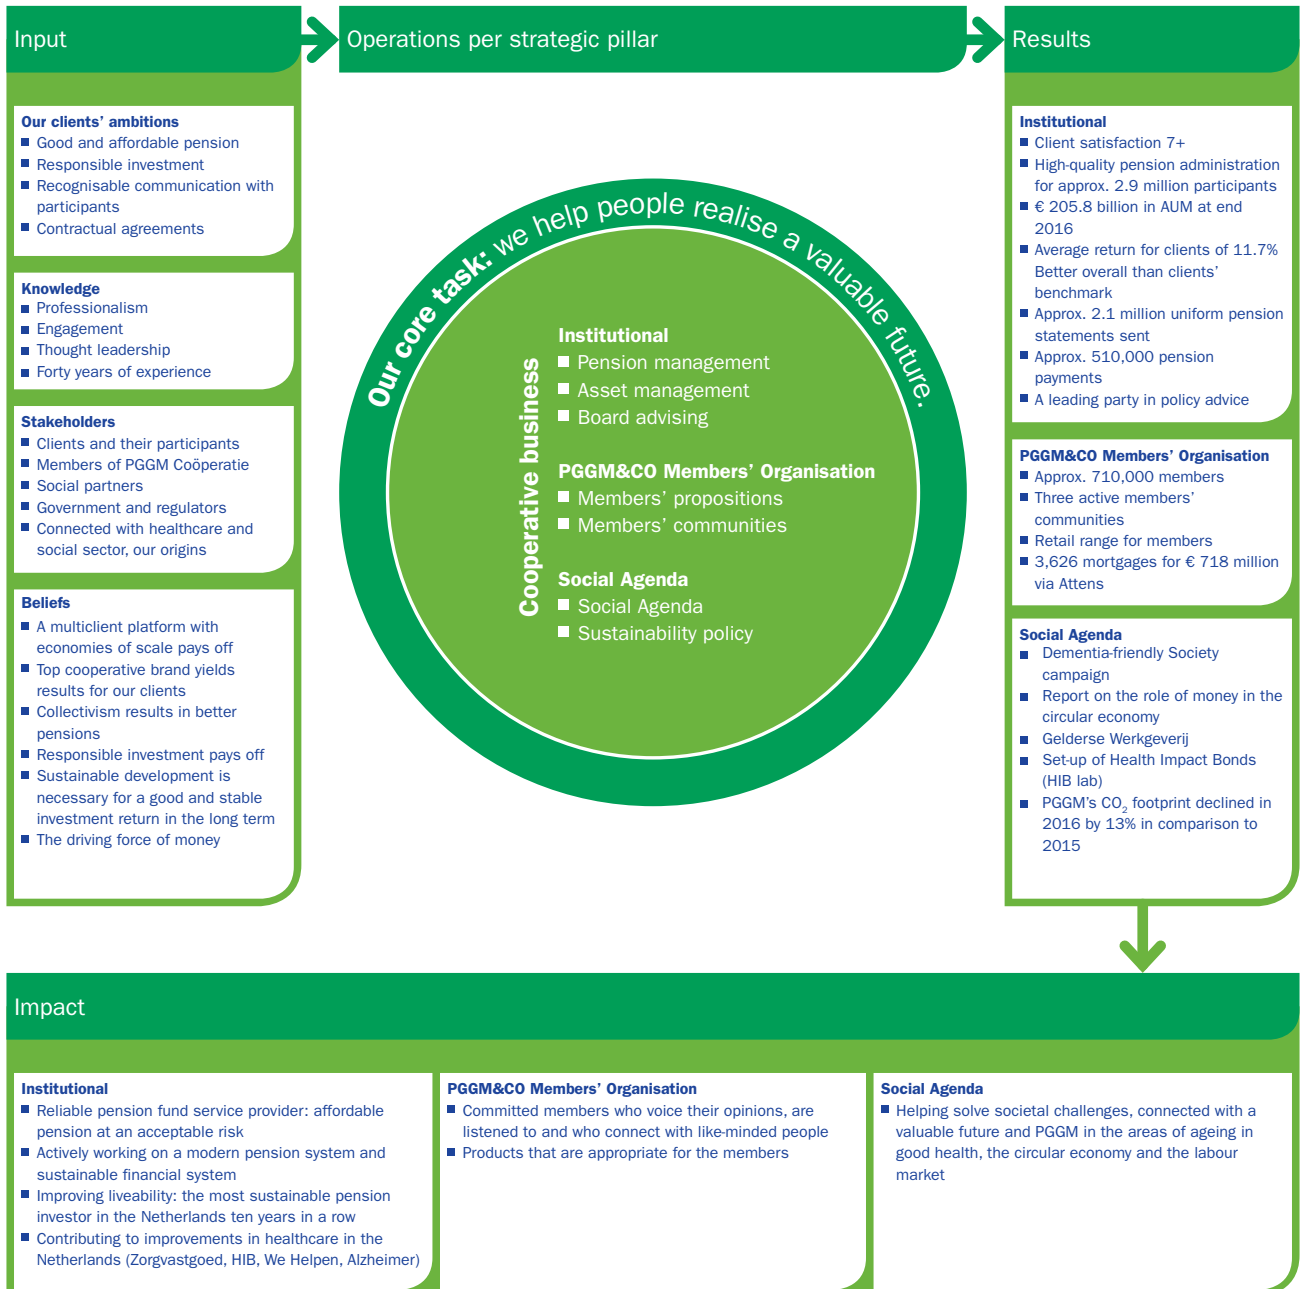 Input
Our clients' ambitions
Good and affordable pension
Responsible investment
Recognisable communication with
participants
Contractual agreements
Knowledge
Professionalism
Engagement
Thought leadership
Forty years of experience
Stakeholders
Clients and their participants
Members of PGGM Coöperatie
Social partners
Government and regulators
Connected with healthcare and
social sector, our origins
Beliefs
A multiclient platform with
economies of scale pays off
Top cooperative brand yields
results for our clients
Collectivism results in better
pensions
Responsible investment pays off
Sustainable development is
necessary for a good and stable
investment return in the long term
The driving force of money
Operations per strategic pillar
Our core task: we help people realise a valuable future.
Cooperative business
Institutional
Pension management
Asset management
Board advising
PGGM&CO Members' Organisation
Members' propositions
Members' communities
Social Agenda
Social Agenda
Sustainability policy
Results
Institutional
Client satisfaction 7+
High-quality pension administration
for approx. 2.9 million participants
€ 205.8 billion in AUM at end
2016
Average return for clients of 11.7%
Better overall than clients'
benchmark
Approx. 2.1 million uniform pension
statements sent
Approx. 510,000 pension
payments
A leading party in policy advice
PGGM&CO Members' Organisation
Approx. 710,000 members
Three active members'
communities
Retail range for members
3,626 mortgages for € 718 million
via Attens
Social Agenda
Dementia-friendly Society
campaign
Report on the role of money in the
circular economy
Gelderse Werkgeverij
Set-up of Health Impact Bonds
(HIB lab)
PGGM's CO₂ footprint declined in
2016 by 13% in comparison to
2015
Impact
Institutional
Reliable pension fund service provider: affordable
pension at an acceptable risk
Actively working on a modern pension system and
sustainable financial system
Improving liveability: the most sustainable pension
investor in the Netherlands ten years in a row
Contributing to improvements in healthcare in the
Netherlands (Zorgvastgoed, HIB, We Helpen, Alzheimer)
PGGM&CO Members' Organisation
Committed members who voice their opinions, are
listened to and who connect with like-minded people
Products that are appropriate for the members
Social Agenda
Helping solve societal challenges, connected with a
valuable future and PGGM in the areas of ageing in
good health, the circular economy and the labour
market